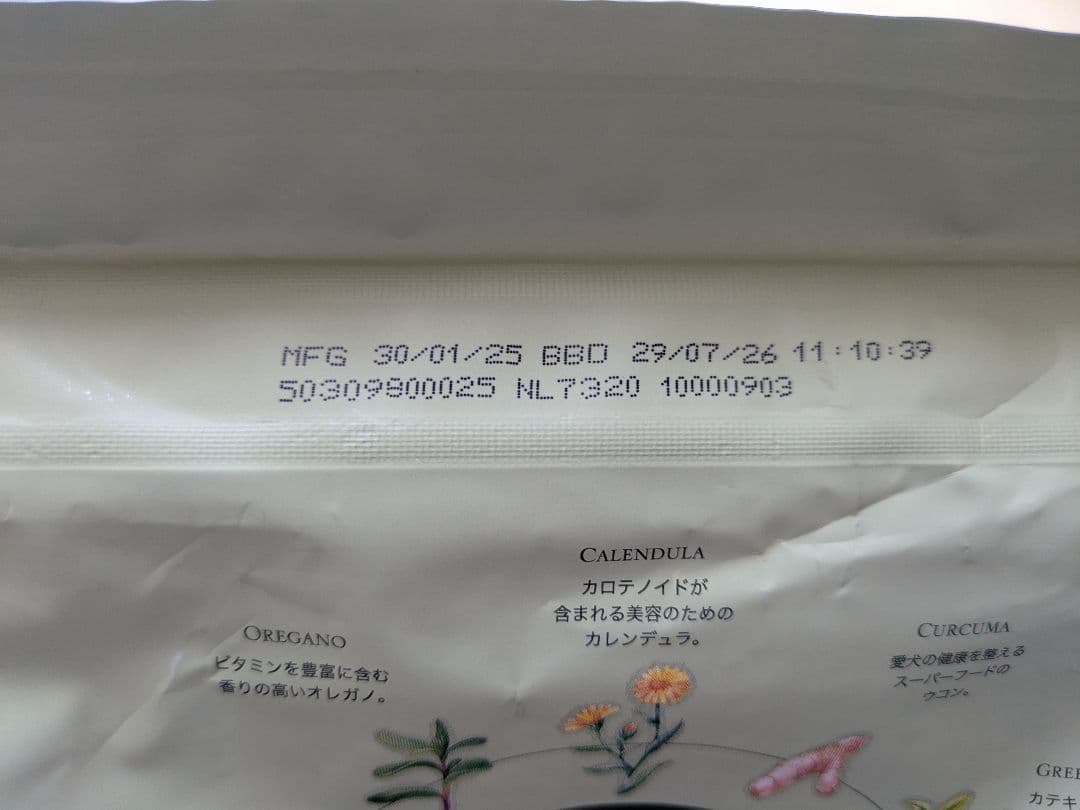 MFG 30/01/25 BBD 29/07/26 11:10:39
50309800025 NL7320 10000903
CALENDULA
カロテノイドが
含まれる美容のための
カレンデュラ。
OREGANO
ビタミンを豊富に含む
香りの高いオレガノ。
CURCUMA
愛犬の健康を整える
スーパーフードの
ウコン。
GREE
カテキ